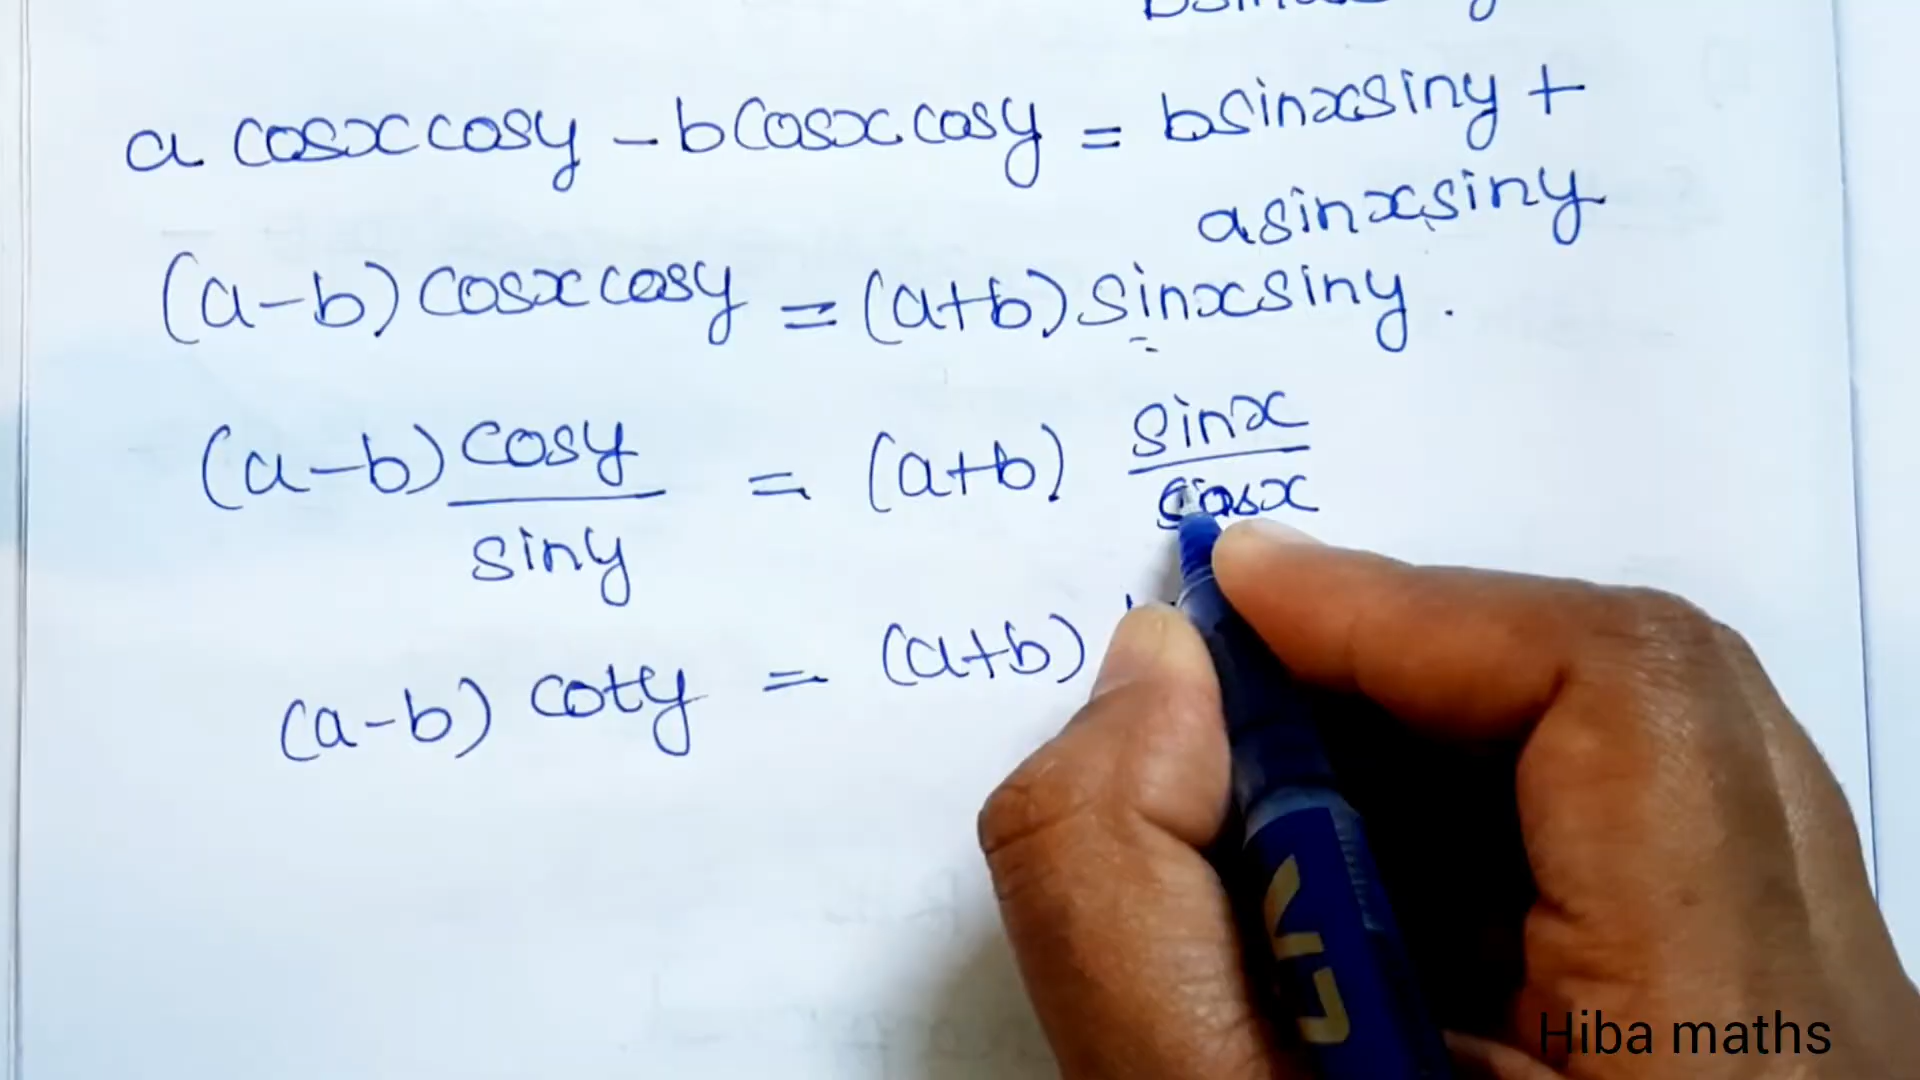 a cosx cosy - b cosx cosy = b sinx siny +
a sinx siny
(a-b) cosx cosy = (a+b) sinx siny.
(a-b) cosy / siny = (a+b) sinx / cosx
(a-b) coty = (a+b)
Hiba maths